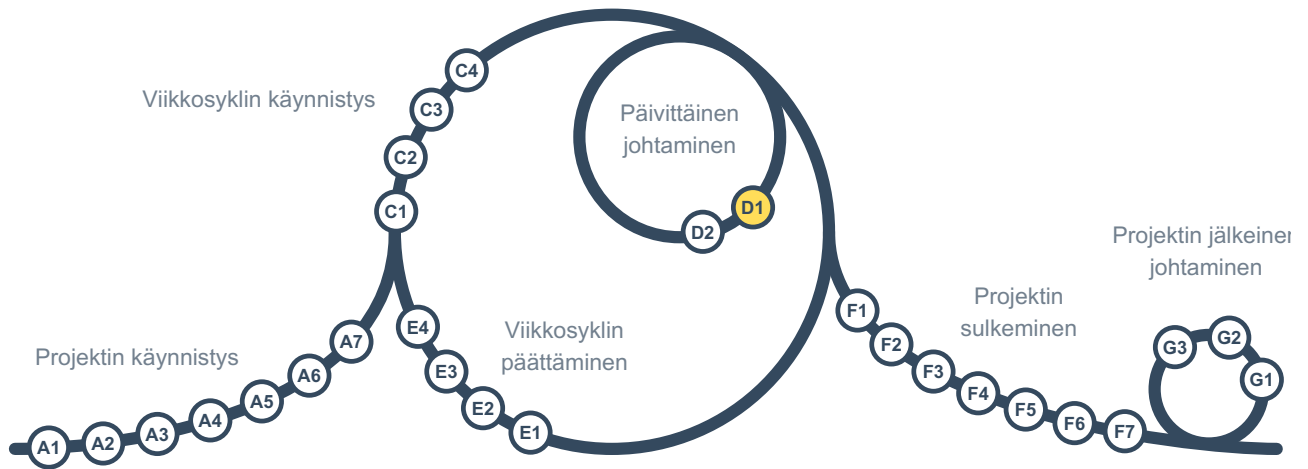 C4
Viikkosyklin käynnistys
C3
C2
C1
Päivittäinen
johtaminen
D1
D2
Projektin käynnistys
A1
A2
A3
A4
A5
A6
A7
Viikkosyklin
päättäminen
E4
E3
E2
E1
Projektin
sulkeminen
F1
F2
F3
F4
F5
F6
F7
Projektin jälkeinen
johtaminen
G3
G2
G1